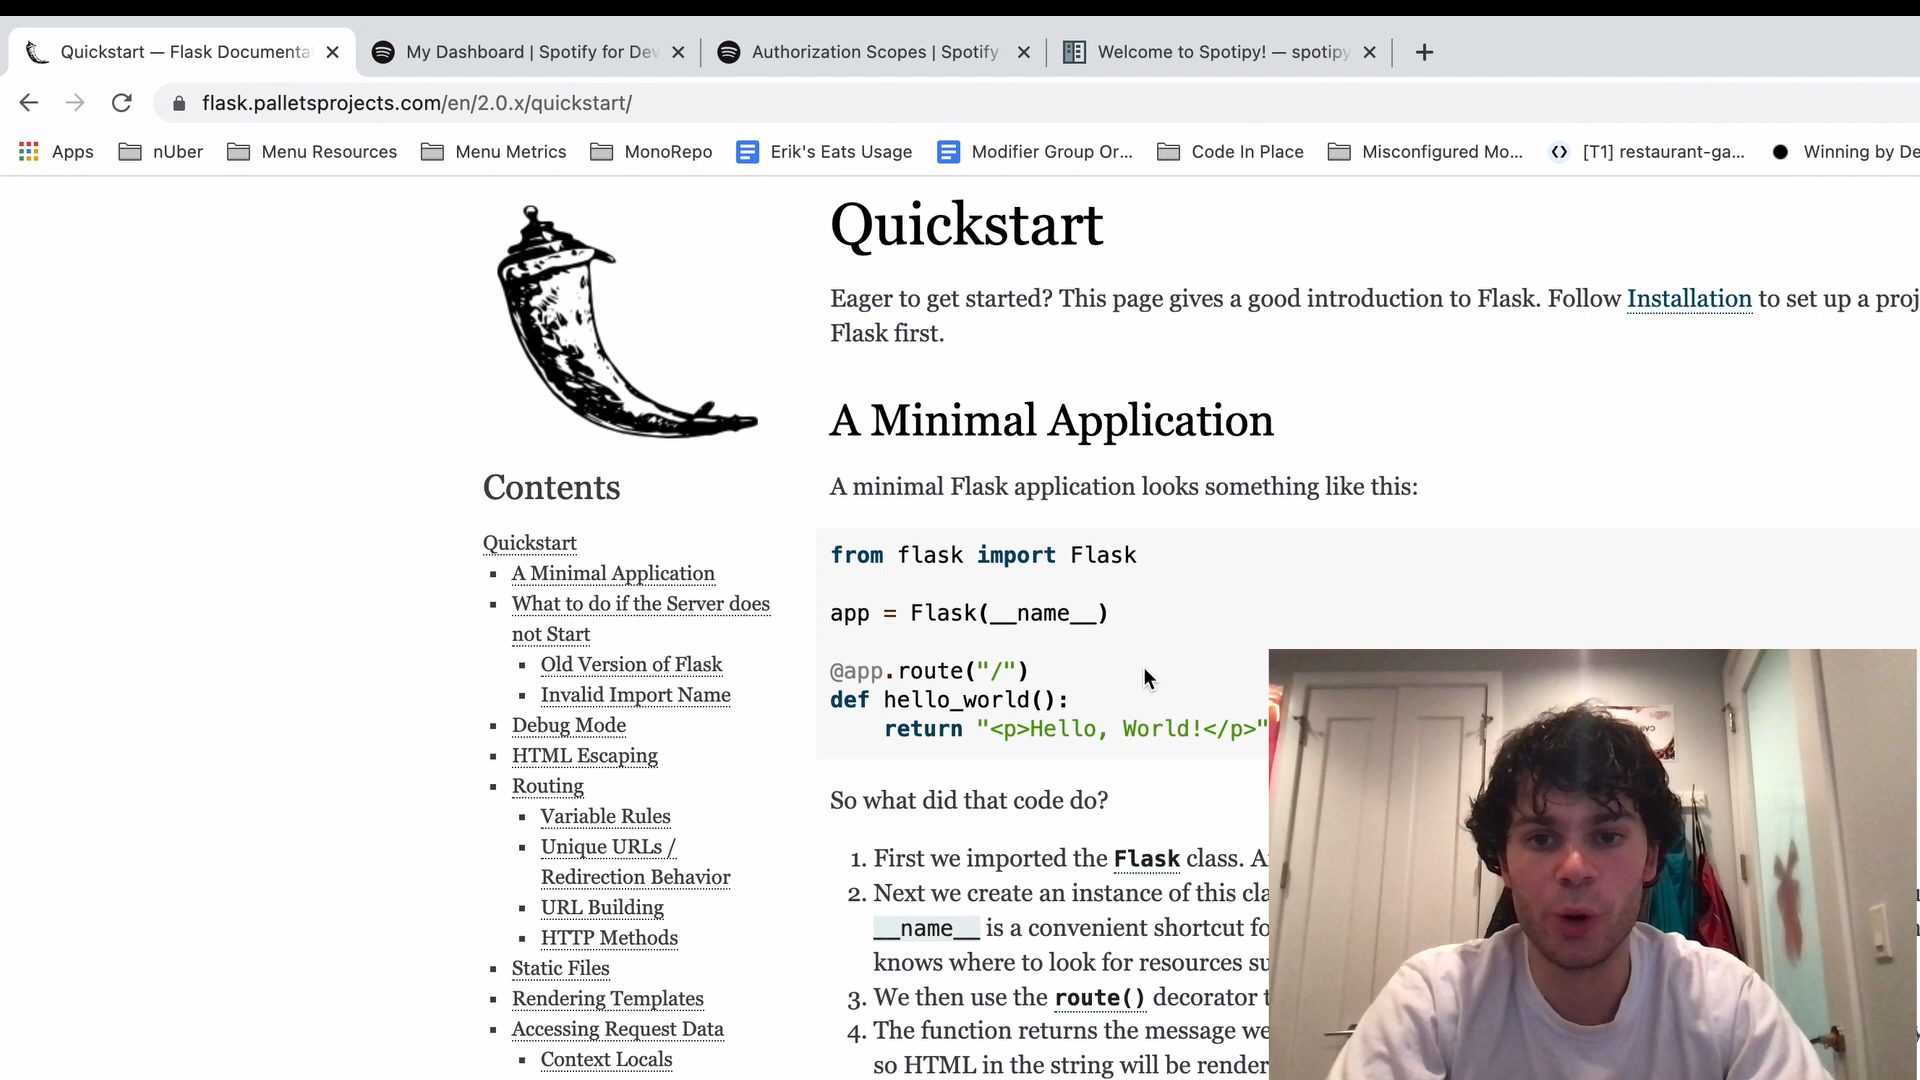 Quickstart — Flask Documenta
My Dashboard | Spotify for Dev
Authorization Scopes | Spotify
Welcome to Spotipy! — spotipy
flask.palletsprojects.com/en/2.0.x/quickstart/
Apps
nUber
Menu Resources
Menu Metrics
MonoRepo
Erik's Eats Usage
Modifier Group Or...
Code In Place
Misconfigured Mo...
[T1] restaurant-ga...
Winning by De
Contents
Quickstart
A Minimal Application
What to do if the Server does
not Start
Old Version of Flask
Invalid Import Name
Debug Mode
HTML Escaping
Routing
Variable Rules
Unique URLs /
Redirection Behavior
URL Building
HTTP Methods
Static Files
Rendering Templates
Accessing Request Data
Context Locals
Quickstart
Eager to get started? This page gives a good introduction to Flask. Follow Installation to set up a proj
Flask first.
A Minimal Application
A minimal Flask application looks something like this:
from flask import Flask
app = Flask(__name__)
@app.route("/")
def hello_world():
return "<p>Hello, World!</p>"
So what did that code do?
1. First we imported the Flask class. A
2. Next we create an instance of this cla
__name__ is a convenient shortcut fo
knows where to look for resources su
3. We then use the route() decorator t
4. The function returns the message we
so HTML in the string will be render